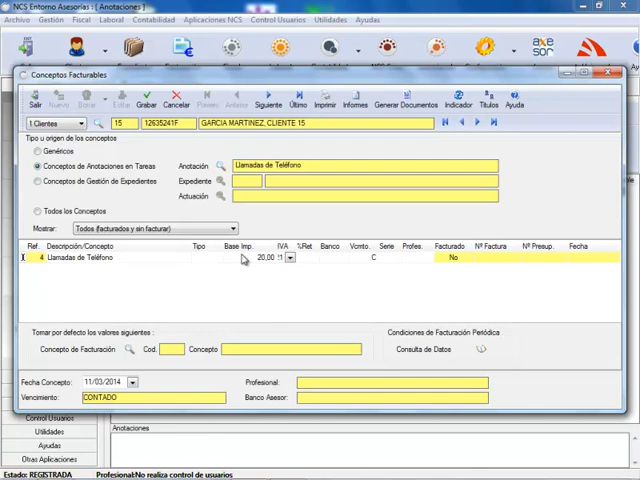 NCS Entorno Asesorías: [ Anotaciones ]
Archivo Gestión Fiscal Laboral Contabilidad Aplicaciones NCS Control Usuarios Utilidades Ayudas
axe
sor
Conceptos Facturables
Salir Nuevo Borrar Editar Grabar Cancelar Primero Anterior Siguiente Último Imprimir Informes Generar Documentos Indicador Títulos Ayuda
1 Clientes 15 12635241F GARCIA MARTINEZ, CLIENTE 15
Tipo u origen de los conceptos
Genéricos
Conceptos de Anotaciones en Tareas Anotación Llamadas de Teléfono
Conceptos de Gestión de Expedientes Expediente
Actuación
Todos los Conceptos
Mostrar: Todos (facturados y sin facturar)
Ref. Descripción/Concepto Tipo Base Imp. IVA %Ret Banco Vcmto. Serie Profes. Facturado Nº Factura Nº Presup. Fecha
4 Llamadas de Teléfono 20,00 C No
Tomar por defecto los valores siguientes : Condiciones de Facturación Periódica
Concepto de Facturación Cod. Concepto Consulta de Datos
Fecha Concepto: 11/03/2014 Profesional:
Vencimiento: CONTADO Banco Asesor:
Control Usuarios
Utilidades Anotaciones
Ayudas
Otras Aplicaciones
Estado: REGISTRADA Profesional:No realiza control de usuarios